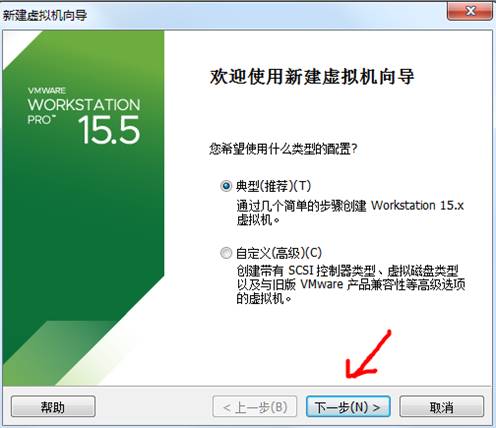 新建虚拟机向导
VMWARE
WORKSTATION
PRO™ 15.5
欢迎使用新建虚拟机向导
您希望使用什么类型的配置?
典型(推荐)(T)
通过几个简单的步骤创建 Workstation 15.x
虚拟机。
自定义(高级)(C)
创建带有 SCSI 控制器类型、虚拟磁盘类型
以及与旧版 VMware 产品兼容性等高级选项
的虚拟机。
帮助
< 上一步(B)
下一步(N) >
取消